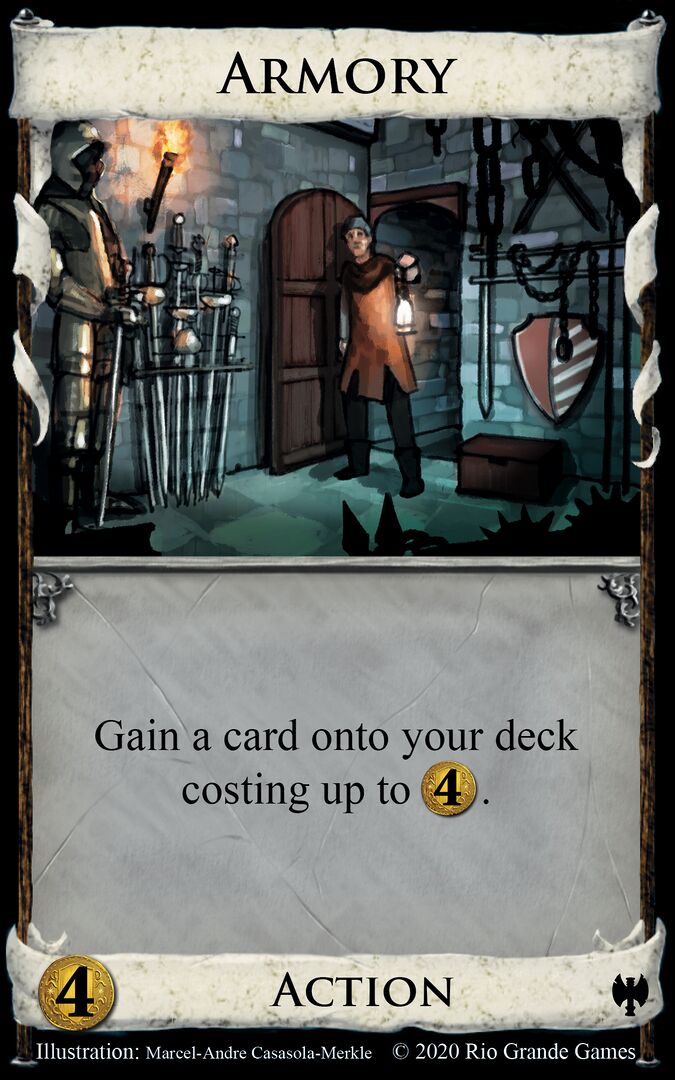 ARMORY
Gain a card onto your deck
costing up to 4.
4 ACTION
Illustration: Marcel-Andre Casasola-Merkle © 2020 Rio Grande Games